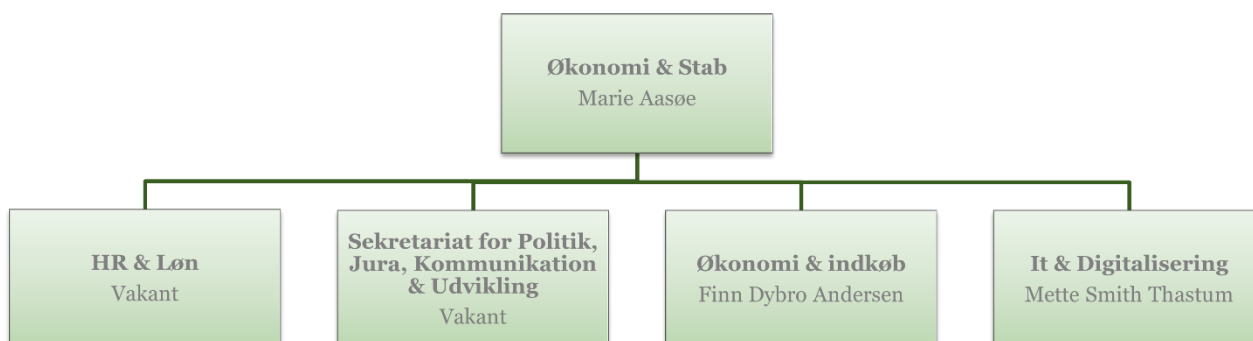 Økonomi & Stab
Marie Aasøe
HR & Løn
Vakant
Sekretariat for Politik,
Jura, Kommunikation
& Udvikling
Vakant
Økonomi & indkøb
Finn Dybro Andersen
It & Digitalisering
Mette Smith Thastum